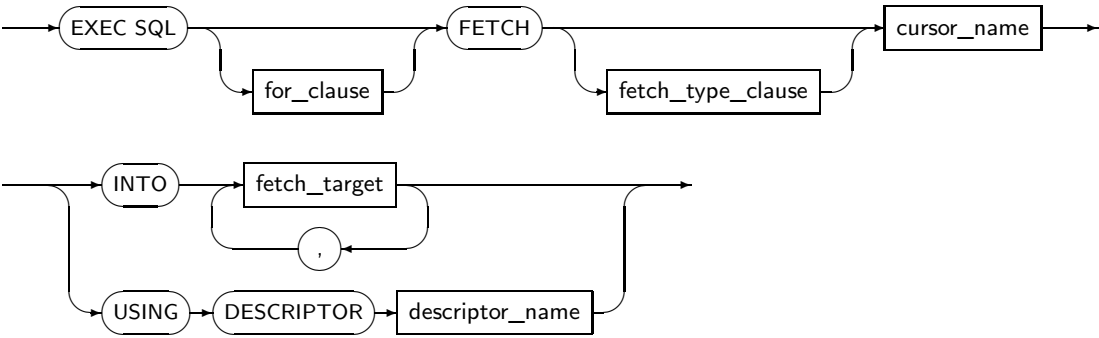 EXEC SQL FETCH cursor_name
for_clause fetch_type_clause
INTO fetch_target
,
USING DESCRIPTOR descriptor_name